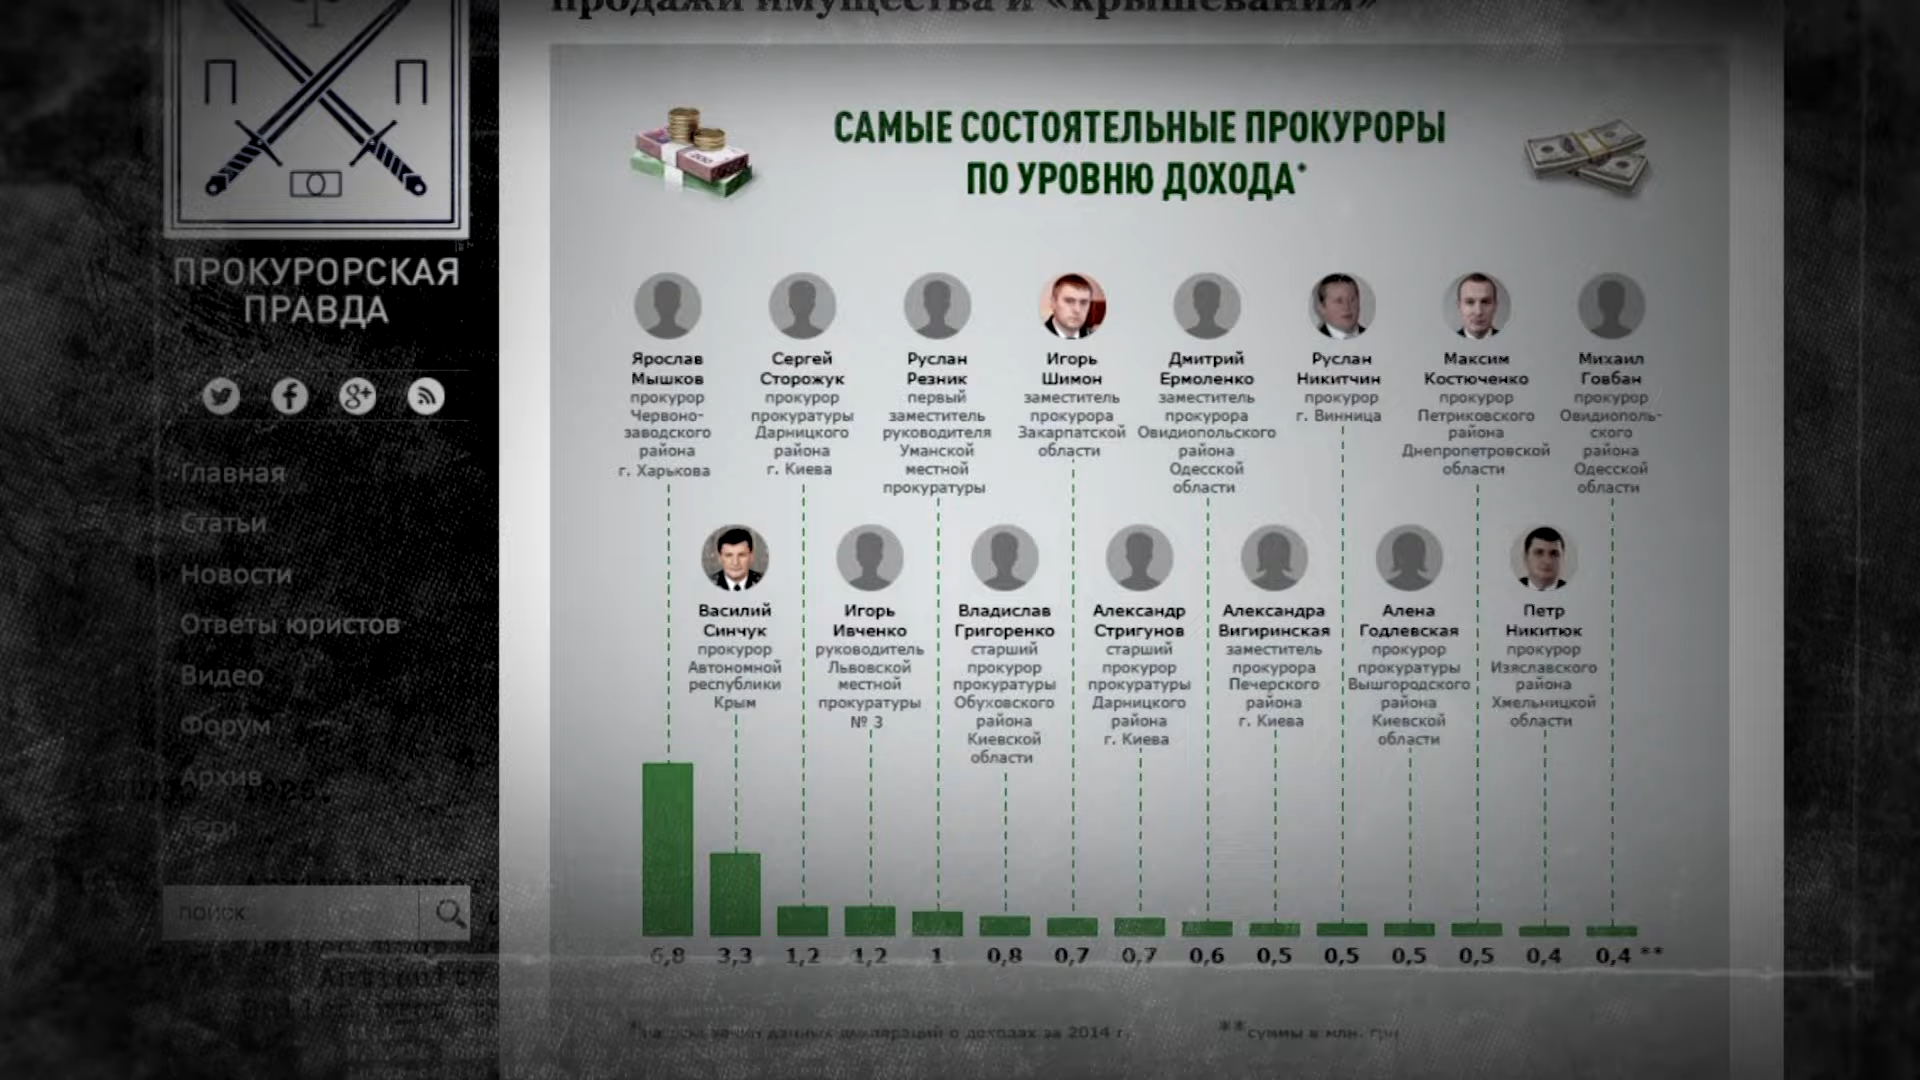 продажи имущества и «крышевания»
П П
ПРОКУРОРСКАЯ
ПРАВДА
Главная
Статьи
Новости
Ответы юристов
Видео
Форум
Архив
поиск
САМЫЕ СОСТОЯТЕЛЬНЫЕ ПРОКУРОРЫ
ПО УРОВНЮ ДОХОДА*
Ярослав
Мышков
прокурор
Червоно-
заводского
района
г. Харькова
Сергей
Сторожук
прокурор
прокуратуры
Дарницкого
района
г. Киева
Руслан
Резник
первый
заместитель
руководителя
Уманской
местной
прокуратуры
Игорь
Шимон
заместитель
прокурора
Закарпатской
области
Дмитрий
Ермоленко
заместитель
прокурора
Овидиопольского
района
Одесской
области
Руслан
Никитчин
прокурор
г. Винница
Максим
Костюченко
прокурор
Петриковского
района
Днепропетровской
области
Михаил
Говбан
прокурор
Овидиополь-
ского
района
Одесской
области
Василий
Синчук
прокурор
Автономной
республики
Крым
Игорь
Ивченко
руководитель
Львовской
местной
прокуратуры
№ 3
Владислав
Григоренко
старший
прокурор
прокуратуры
Обуховского
района
Киевской
области
Александр
Стригунов
старший
прокурор
прокуратуры
Дарницкого
района
г. Киева
Александра
Вигиринская
заместитель
прокурора
Печерского
района
г. Киева
Алена
Годлевская
прокурор
прокуратуры
Вышгородского
района
Киевской
области
Петр
Никитюк
прокурор
Изяславского
района
Хмельницкой
области
6,8 3,3 1,2 1,2 1 0,8 0,7 0,7 0,6 0,5 0,5 0,5 0,5 0,4 0,4 **
данных деклараций о доходах за 2014 г.
**суммы в млн. грн